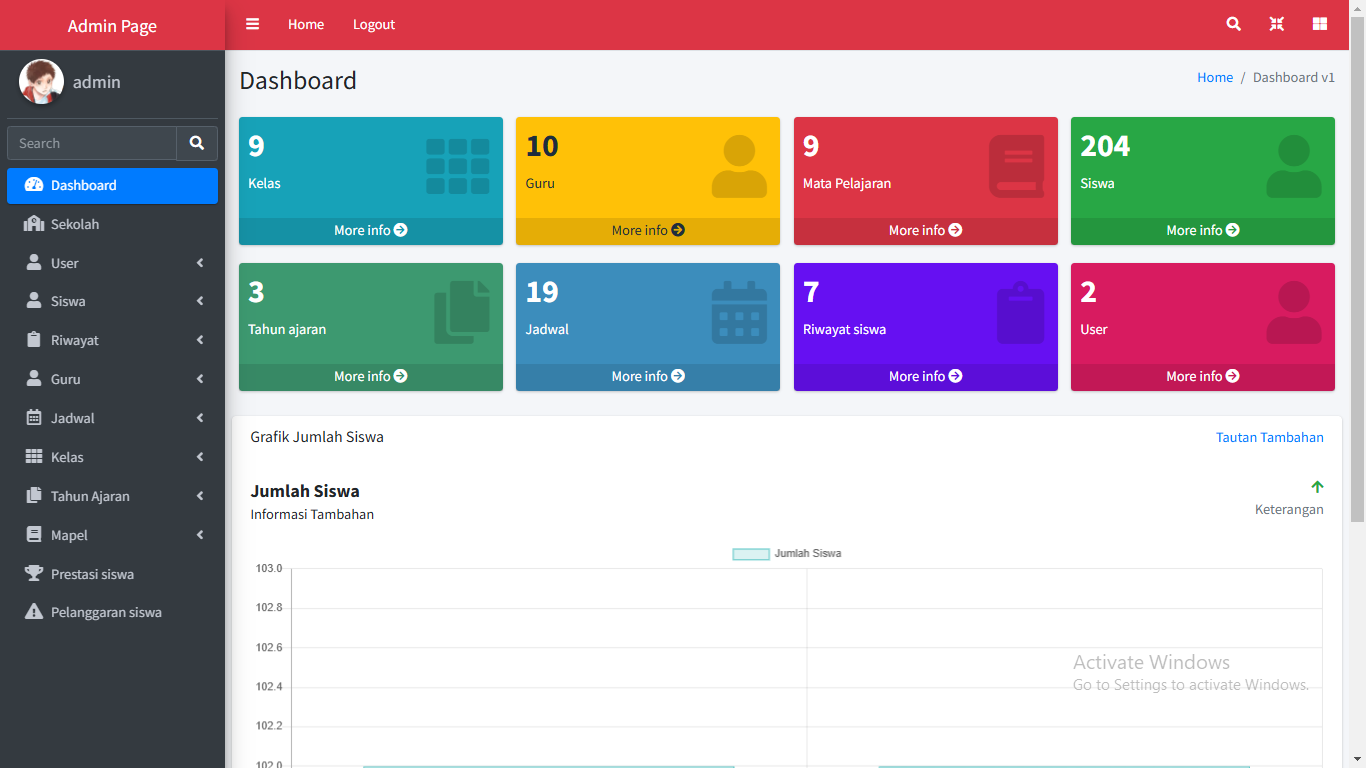 Admin Page
Home
Logout
admin
Search
Dashboard
Sekolah
User
Siswa
Riwayat
Guru
Jadwal
Kelas
Tahun Ajaran
Mapel
Prestasi siswa
Pelanggaran siswa
Dashboard
Home / Dashboard v1
9
Kelas
More info
10
Guru
More info
9
Mata Pelajaran
More info
204
Siswa
More info
3
Tahun ajaran
More info
19
Jadwal
More info
7
Riwayat siswa
More info
2
User
More info
Grafik Jumlah Siswa
Tautan Tambahan
Jumlah Siswa
Informasi Tambahan
Keterangan
Jumlah Siswa
103.0
102.8
102.6
102.4
102.2
102.0
Activate Windows
Go to Settings to activate Windows.